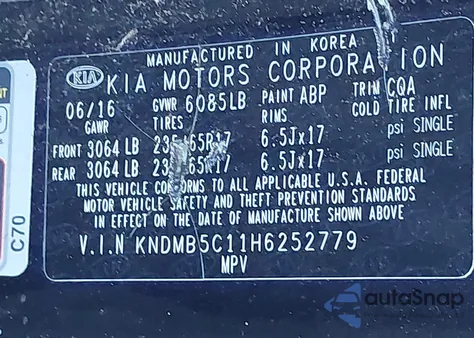 MANUFACTURED IN KOREA
KIA KIA MOTORS CORPORATION
06/16 GVWR 6085LB PAINT ABP TRIM CQA
GAWR TIRES RIMS COLD TIRE INFL
FRONT 3064 LB 65R17 6.5Jx17 psi SINGLE
REAR 3064 LB 65R17 6.5Jx17 psi SINGLE
THIS VEHICLE CONFORMS TO ALL APPLICABLE U.S.A. FEDERAL
MOTOR VEHICLE SAFETY AND THEFT PREVENTION STANDARDS
IN EFFECT ON THE DATE OF MANUFACTURE SHOWN ABOVE
V.I.N KNDMB5C11H6252779
MPV
C70
autoSnap